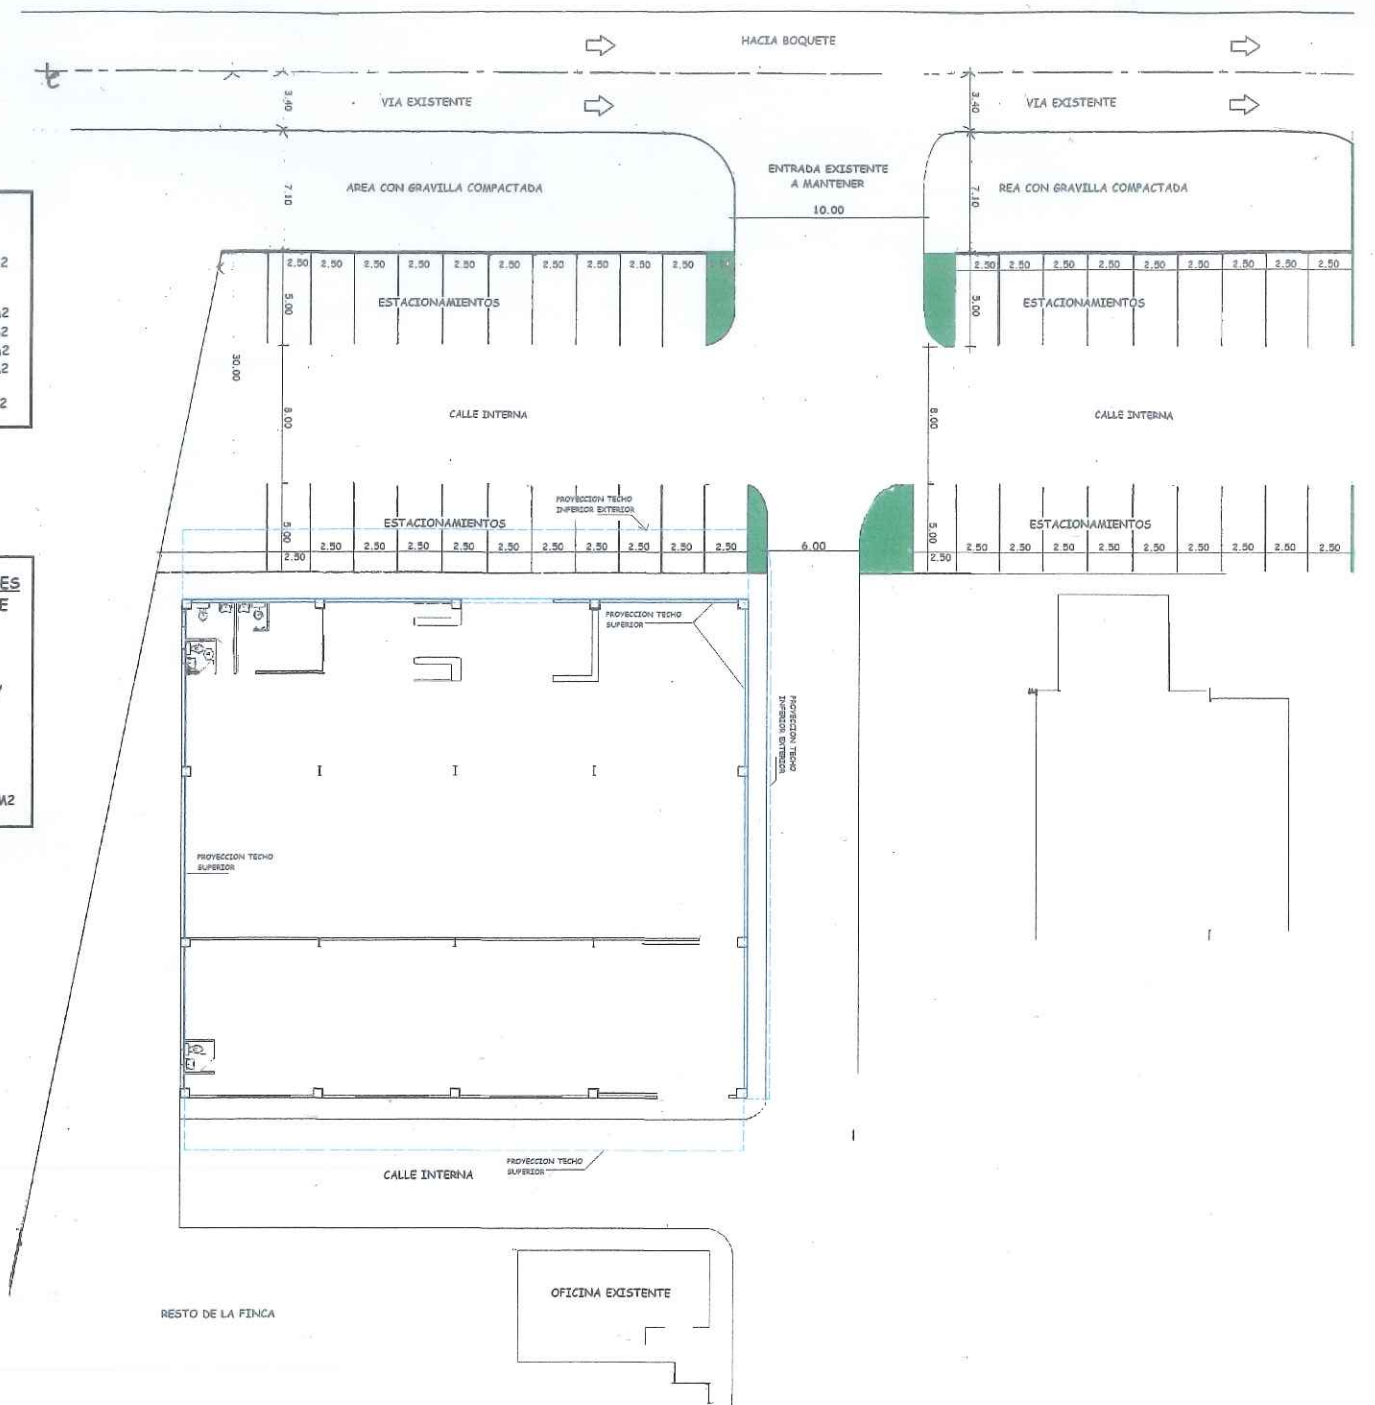 HACIA BOQUETE
VIA EXISTENTE
VIA EXISTENTE
3.40
3.40
ENTRADA EXISTENTE
A MANTENER
AREA CON GRAVILLA COMPACTADA
REA CON GRAVILLA COMPACTADA
7.10
7.10
10.00
2.50 2.50 2.50 2.50 2.50 2.50 2.50 2.50 2.50 2.50
2.50 2.50 2.50 2.50 2.50 2.50 2.50 2.50
ESTACIONAMIENTOS
ESTACIONAMIENTOS
5.00
5.00
30.00
CALLE INTERNA
CALLE INTERNA
8.00
8.00
PROYECCION TECHO
INFERIOR EXTERIOR
ESTACIONAMIENTOS
ESTACIONAMIENTOS
5.00
5.00
2.50 2.50 2.50 2.50 2.50 2.50 2.50 2.50 2.50 2.50
2.50
6.00
2.50 2.50 2.50 2.50 2.50 2.50 2.50 2.50 2.50
2.50
M2
M2
M2
M2
ES
E
M2
PROYECCION TECHO
SUPERIOR
PROYECCION TECHO
INFERIOR EXTERIOR
PROYECCION TECHO
SUPERIOR
PROYECCION TECHO
SUPERIOR
CALLE INTERNA
OFICINA EXISTENTE
RESTO DE LA FINCA